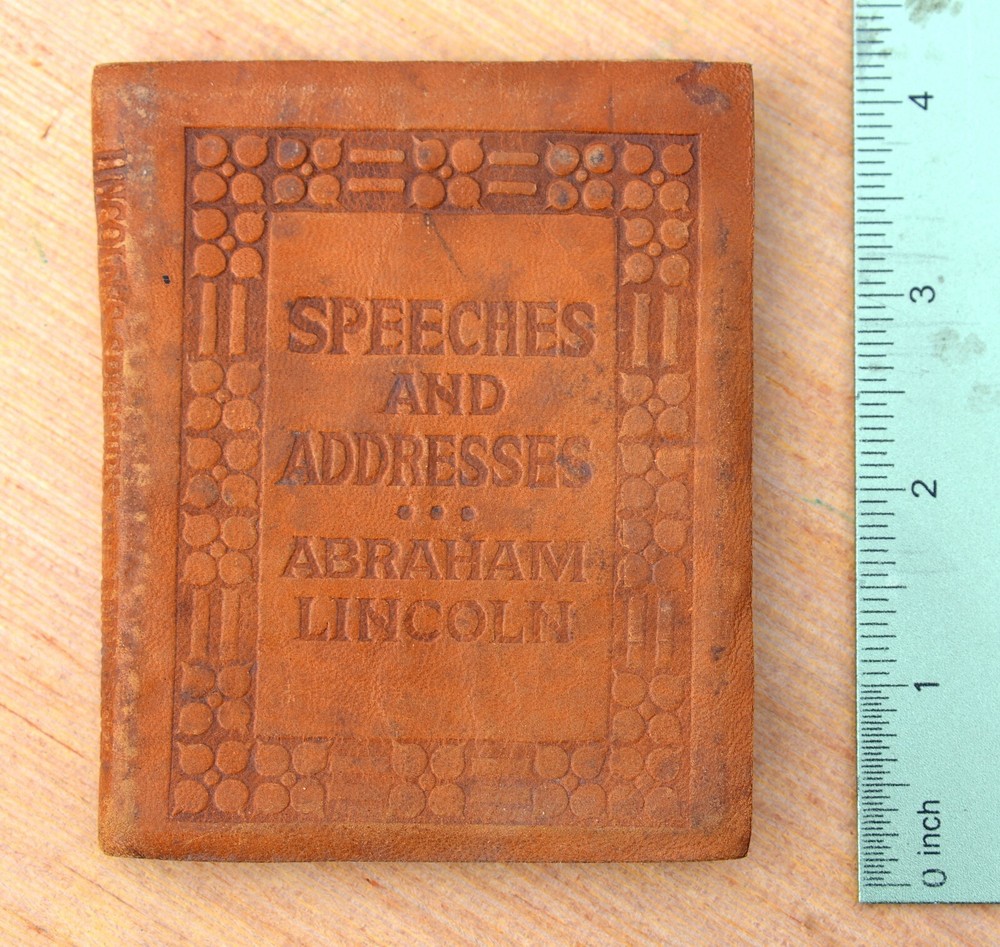 SPEECHES
AND
ADDRESSES
...
ABRAHAM
LINCOLN
4
3
2
1
0 inch